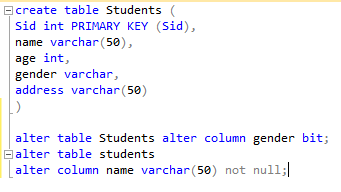 create table Students (
Sid int PRIMARY KEY (Sid),
name varchar(50),
age int,
gender varchar,
address varchar(50)
)
alter table Students alter column gender bit;
alter table students
alter column name varchar(50) not null;